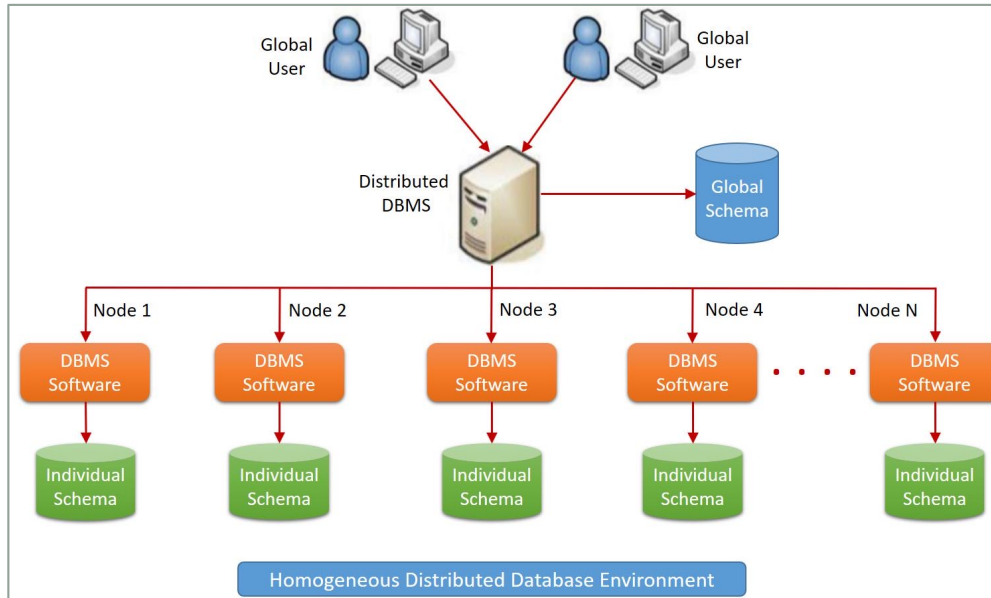 Global
User
Global
User
Distributed
DBMS
Global
Schema
Node 1
Node 2
Node 3
Node 4
Node N
DBMS
Software
DBMS
Software
DBMS
Software
DBMS
Software
. . . .
DBMS
Software
Individual
Schema
Individual
Schema
Individual
Schema
Individual
Schema
Individual
Schema
Homogeneous Distributed Database Environment